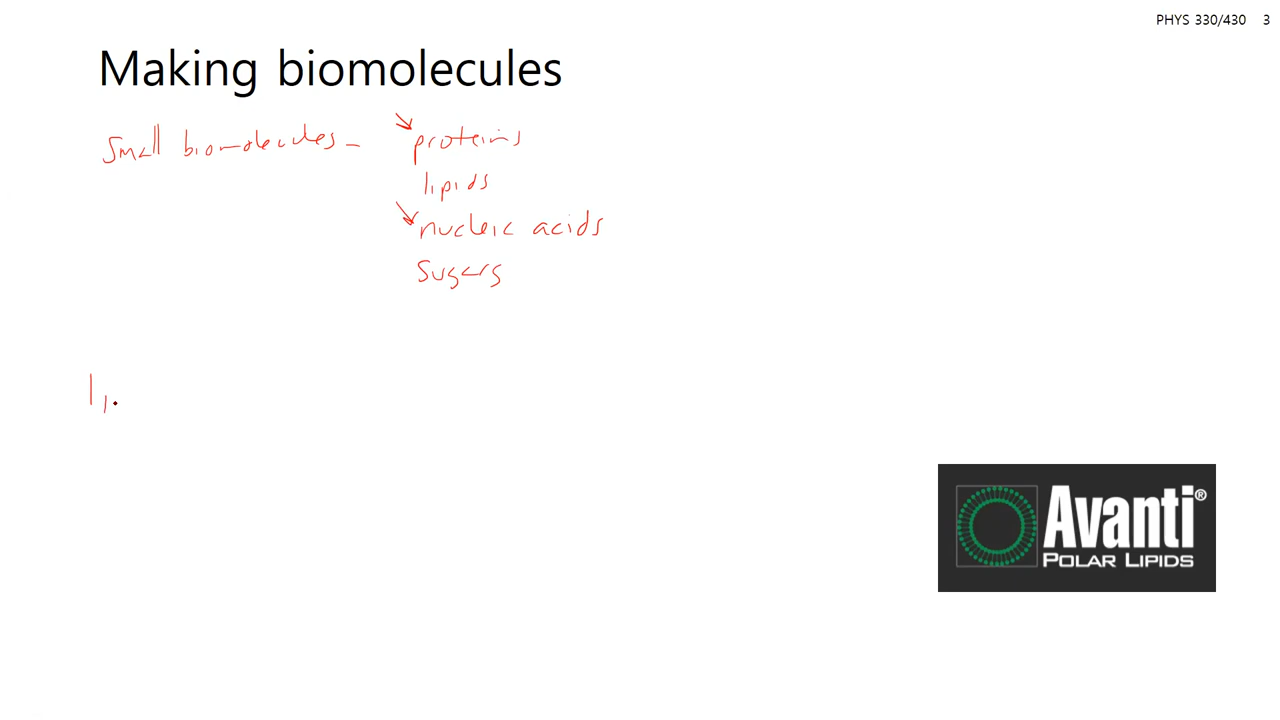 PHYS 330/430 3
Making biomolecules
small biomolecules - proteins
lipids
nucleic acids
sugars
Avanti®
POLAR LIPIDS